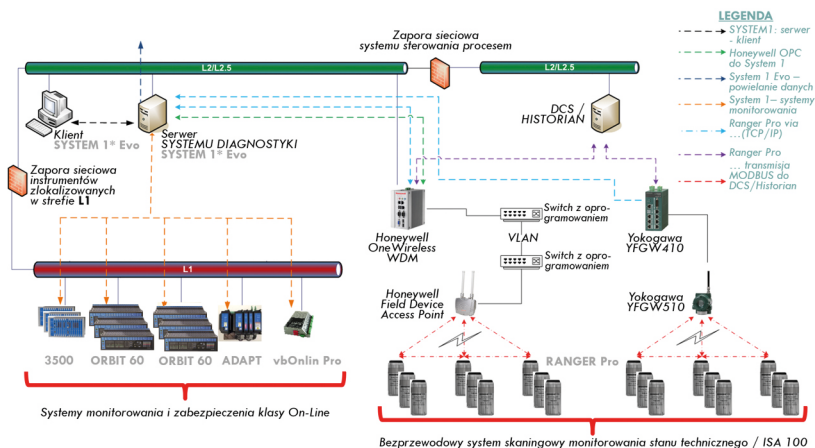 LEGENDA
SYSTEM1: serwer
- klient
Honeywell OPC
do System 1
System 1 Evo –
powielanie danych
System 1– systemy
monitorowania
Ranger Pro via
...(TCP/IP)
Ranger Pro
... transmisja
MODBUS do
DCS/Historian
Zapora sieciowa
systemu sterowania procesem
L2/L2.5
L2/L2.5
Klient
SYSTEM 1* Evo
Serwer
SYSTEMU DIAGNOSTYKI
SYSTEM 1* Evo
DCS /
HISTORIAN
Zapora sieciowa
instrumentów
zlokalizowanych
w strefie L1
Honeywell
OneWireless
WDM
Switch z opro-
gramowaniem
VLAN
Switch z opro-
gramowaniem
Yokogawa
YFGW410
L1
Honeywell
Field Device
Access Point
Yokogawa
YFGW510
3500
ORBIT 60
ORBIT 60
ADAPT
vbOnlin Pro
RANGER Pro
Systemy monitorowania i zabezpieczenia klasy On-Line
Bezprzewodowy system skaningowy monitorowania stanu technicznego / ISA 100